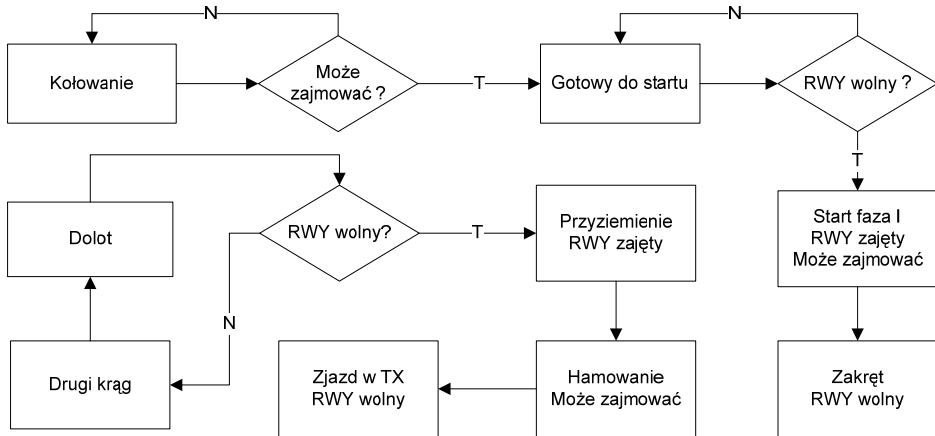 N
N
Kołowanie
Może
zajmować ?
T
Gotowy do startu
RWY wolny ?
T
Dolot
RWY wolny?
T
Przyziemienie
RWY zajęty
Start faza I
RWY zajęty
Może zajmować
N
Drugi krąg
Zjazd w TX
RWY wolny
Hamowanie
Może zajmować
Zakręt
RWY wolny